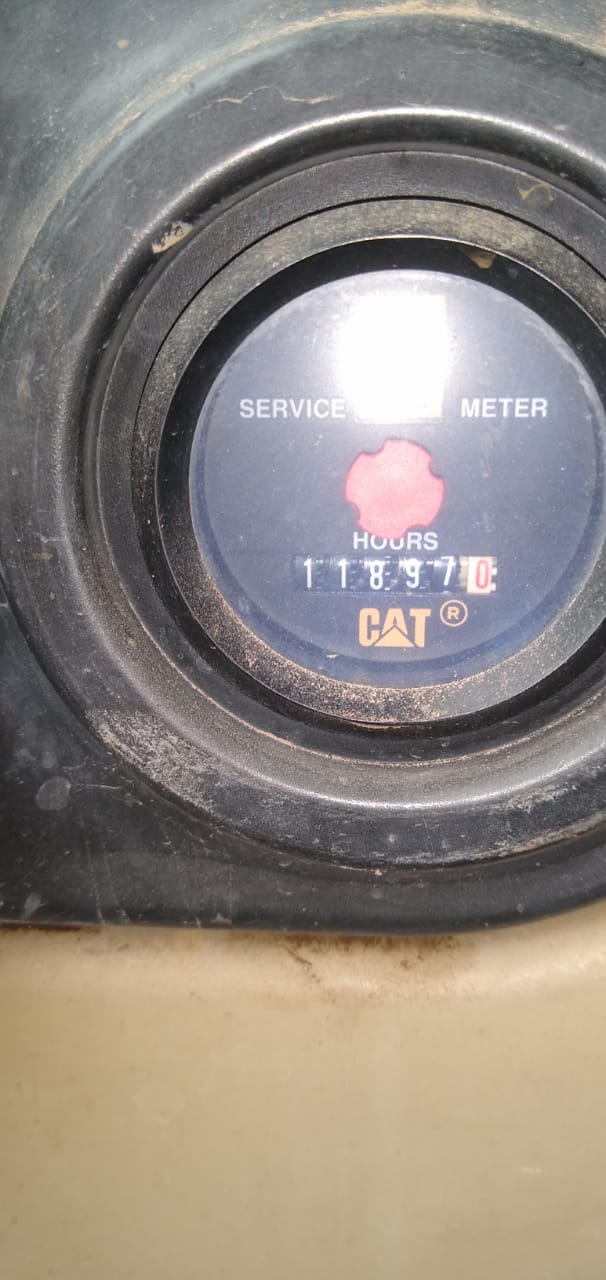 SERVICE METER
HOURS
118970
CAT®